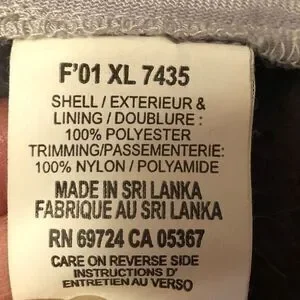 F'01 XL 7435
SHELL / EXTERIEUR &
LINING / DOUBLURE :
100% POLYESTER
TRIMMING/PASSEMENTERIE:
100% NYLON / POLYAMIDE
MADE IN SRI LANKA
FABRIQUE AU SRI LANKA
RN 69724 CA 05367
CARE ON REVERSE SIDE
INSTRUCTIONS D'
ENTRETIEN AU VERSO